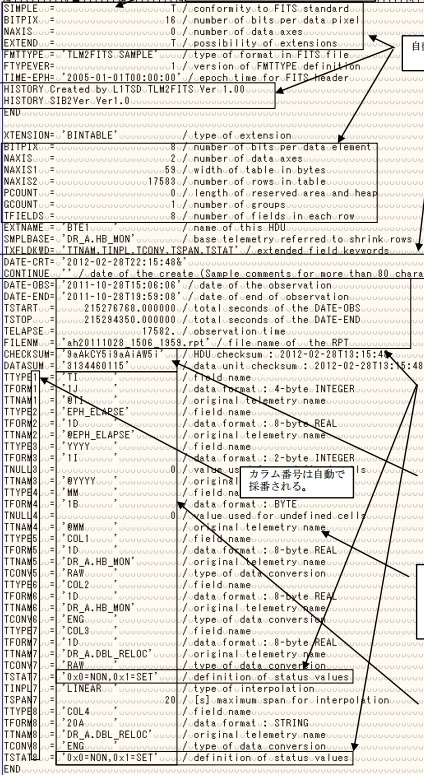 SIMPLE = T / conformity to FITS standard
BITPIX = 16 / number of bits per data pixel
NAXIS = 0 / number of data axes
EXTEND = T / possibility of extensions
FMTTYPE = 'TLM2FITS SAMPLE' / type of format in FITS file
FTYPEVER= 1 / version of FMTTYPE definition
TIME-EPH= '2005-01-01T00:00:00' / epoch time for FITS header
HISTORY Created by L1TSD TLM2FITS Ver 1.00
HISTORY SIB2Ver Ver1.0
END
自
XTENSION= 'BINTABLE' / type of extension
BITPIX = 8 / number of bits per data element
NAXIS = 2 / number of data axes
NAXIS1 = 59 / width of table in bytes
NAXIS2 = 17583 / number of rows in table
PCOUNT = 0 / length of reserved area and heap
GCOUNT = 1 / number of groups
TFIELDS = 8 / number of fields in each row
EXTNAME = 'BTE1' / name of this HDU
SMPLBASE= 'DR_A.HB_MON' / base telemetry referred to shrink rows
TXFLDKWD= 'TTNAM,TINPL,TCONV,TSPAN,TSTAT' / extended field keywords
DATE-CRT= '2012-02-28T22:15:48&'
CONTINUE '' / date of the create (Sample comments for more than 80 chara
DATE-OBS= '2011-10-28T15:06:06' / date of the observation
DATE-END= '2011-10-28T19:59:08' / date of end of observation
TSTART = 215276768.000000 / total seconds of the DATE-OBS
TSTOP = 215294350.000000 / total seconds of the DATE-END
TELAPSE = 17582. / observation time
FILENM = 'ah20111028_1506_1959.rpt' / file name of the RPT
CHECKSUM= '9aAkCY5i9aAiAW5i' / HDU checksum : 2012-02-28T13:15:48
DATASUM = '3134460115' / data unit checksum : 2012-02-28T13:15:48
TTYPE1 = 'TI' / field name
TFORM1 = '1J' / data format : 4-byte INTEGER
TTNAM1 = '@TI' / original telemetry name
TTYPE2 = 'EPH_ELAPSE' / field name
TFORM2 = '1D' / data format : 8-byte REAL
TTNAM2 = '@EPH_ELAPSE' / original telemetry name
TTYPE3 = 'YYYY' / field name
TFORM3 = '1I' / data format : 2-byte INTEGER
TNULL3 = 0 / value us ls
TTNAM3 = '@YYYY' / origina
TTYPE4 = 'MM' / field na
カラム番号は自動で
採番される。
TFORM4 = '1B' / data format : BYTE
TNULL4 = 0 / value used for undefined cells
TTNAM4 = '@MM' / original telemetry name
TTYPE5 = 'COL1' / field name
TFORM5 = '1D' / data format : 8-byte REAL
TTNAM5 = 'DR_A.HB_MON' / original telemetry name
TCONV5 = 'RAW' / type of data conversion
TTYPE6 = 'COL2' / field name
TFORM6 = '1D' / data format : 8-byte REAL
TTNAM6 = 'DR_A.HB_MON' / original telemetry name
TCONV6 = 'ENG' / type of data conversion
TTYPE7 = 'COL3' / field name
TFORM7 = '1D' / data format : 8-byte REAL
TTNAM7 = 'DR_A.DBL_RELOC' / original telemetry name
TCONV7 = 'RAW' / type of data conversion
TSTAT7 = '0x0=NON,0x1=SET' / definition of status values
TINPL7 = 'LINEAR' / type of interpolation
TSPAN7 = 20 / [s] maximum span for interpolation
TTYPE8 = 'COL4' / field name
TFORM8 = '20A' / data format : STRING
TTNAM8 = 'DR_A.DBL_RELOC' / original telemetry name
TCONV8 = 'ENG' / type of data conversion
TSTAT8 = '0x0=NON,0x1=SET' / definition of status values
END